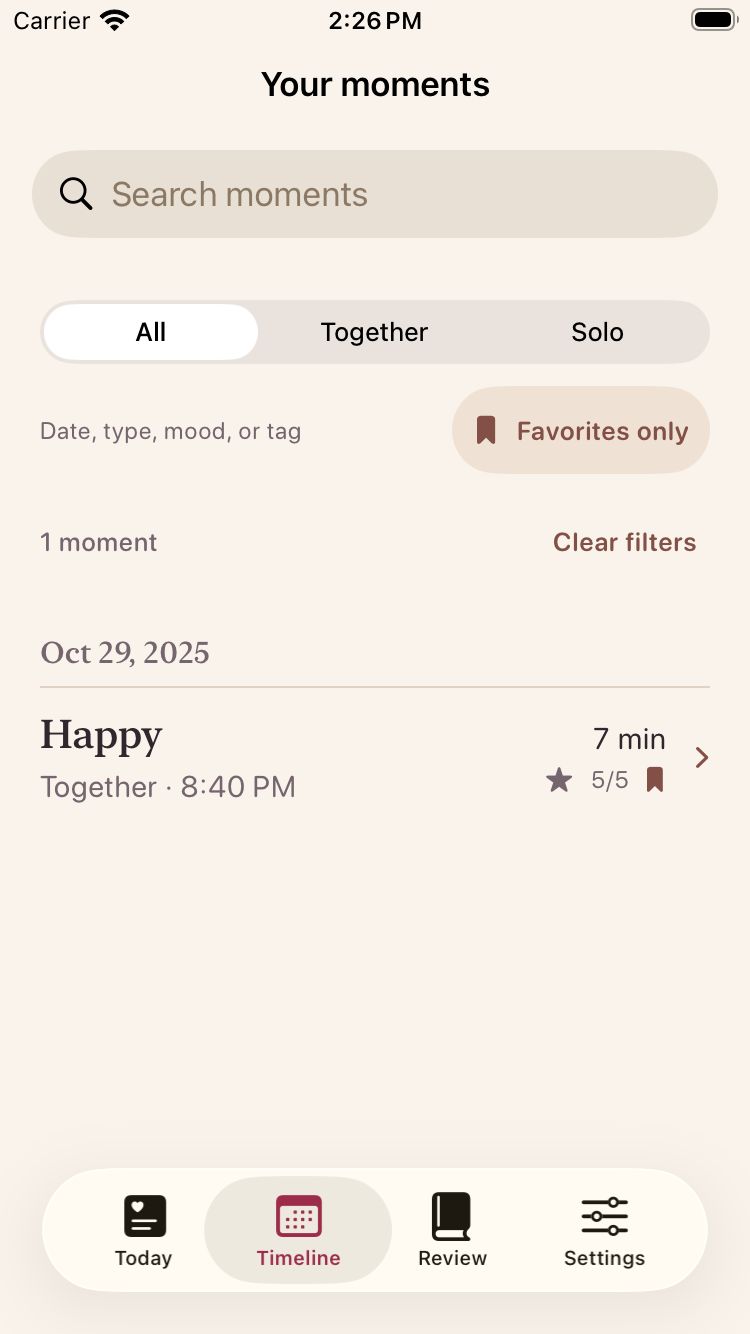 Carrier 2:26 PM
Your moments
Search moments
All Together Solo
Date, type, mood, or tag Favorites only
1 moment Clear filters
Oct 29, 2025
Happy 7 min
Together · 8:40 PM 5/5
Today Timeline Review Settings